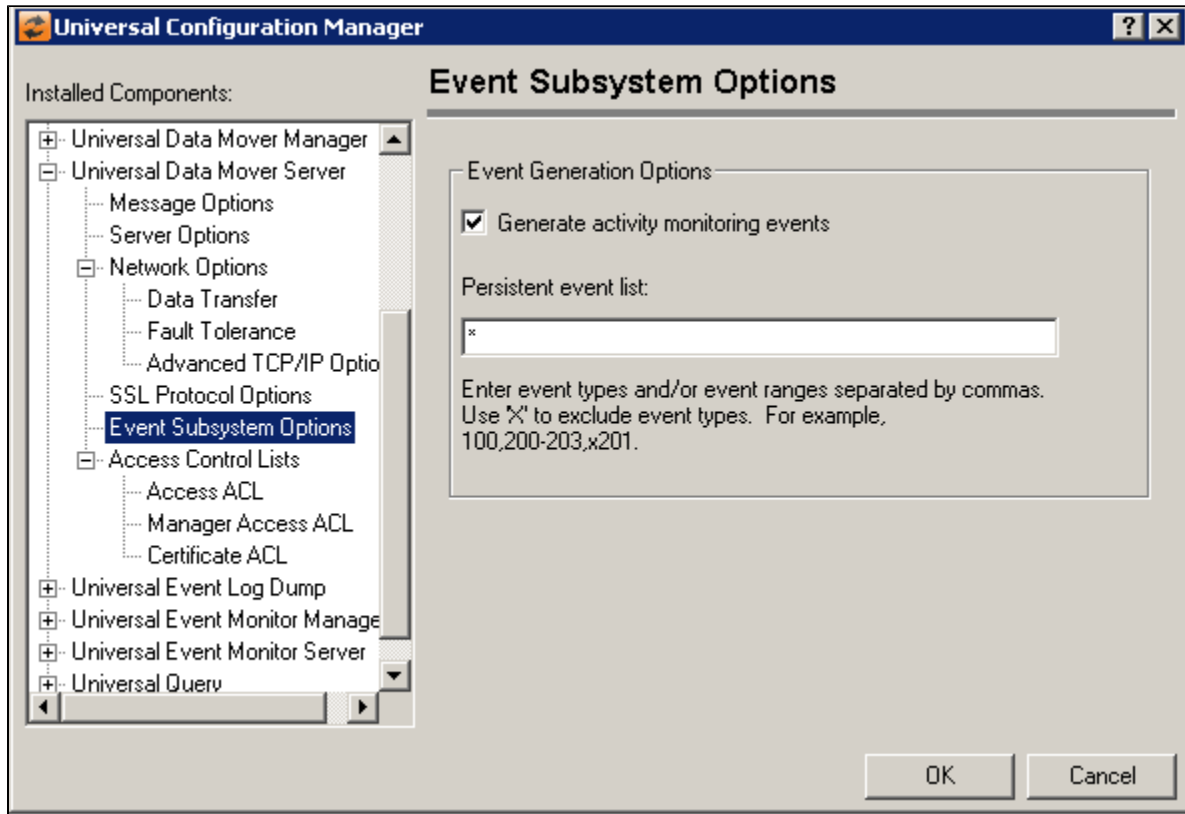 Universal Configuration Manager
Installed Components:
Universal Data Mover Manager
Universal Data Mover Server
Message Options
Server Options
Network Options
Data Transfer
Fault Tolerance
Advanced TCP/IP Optio
SSL Protocol Options
Event Subsystem Options
Access Control Lists
Access ACL
Manager Access ACL
Certificate ACL
Universal Event Log Dump
Universal Event Monitor Manage
Universal Event Monitor Server
Universal Query
Event Subsystem Options
Event Generation Options
Generate activity monitoring events
Persistent event list:
*
Enter event types and/or event ranges separated by commas.
Use 'X' to exclude event types. For example,
100,200-203,x201.
OK Cancel